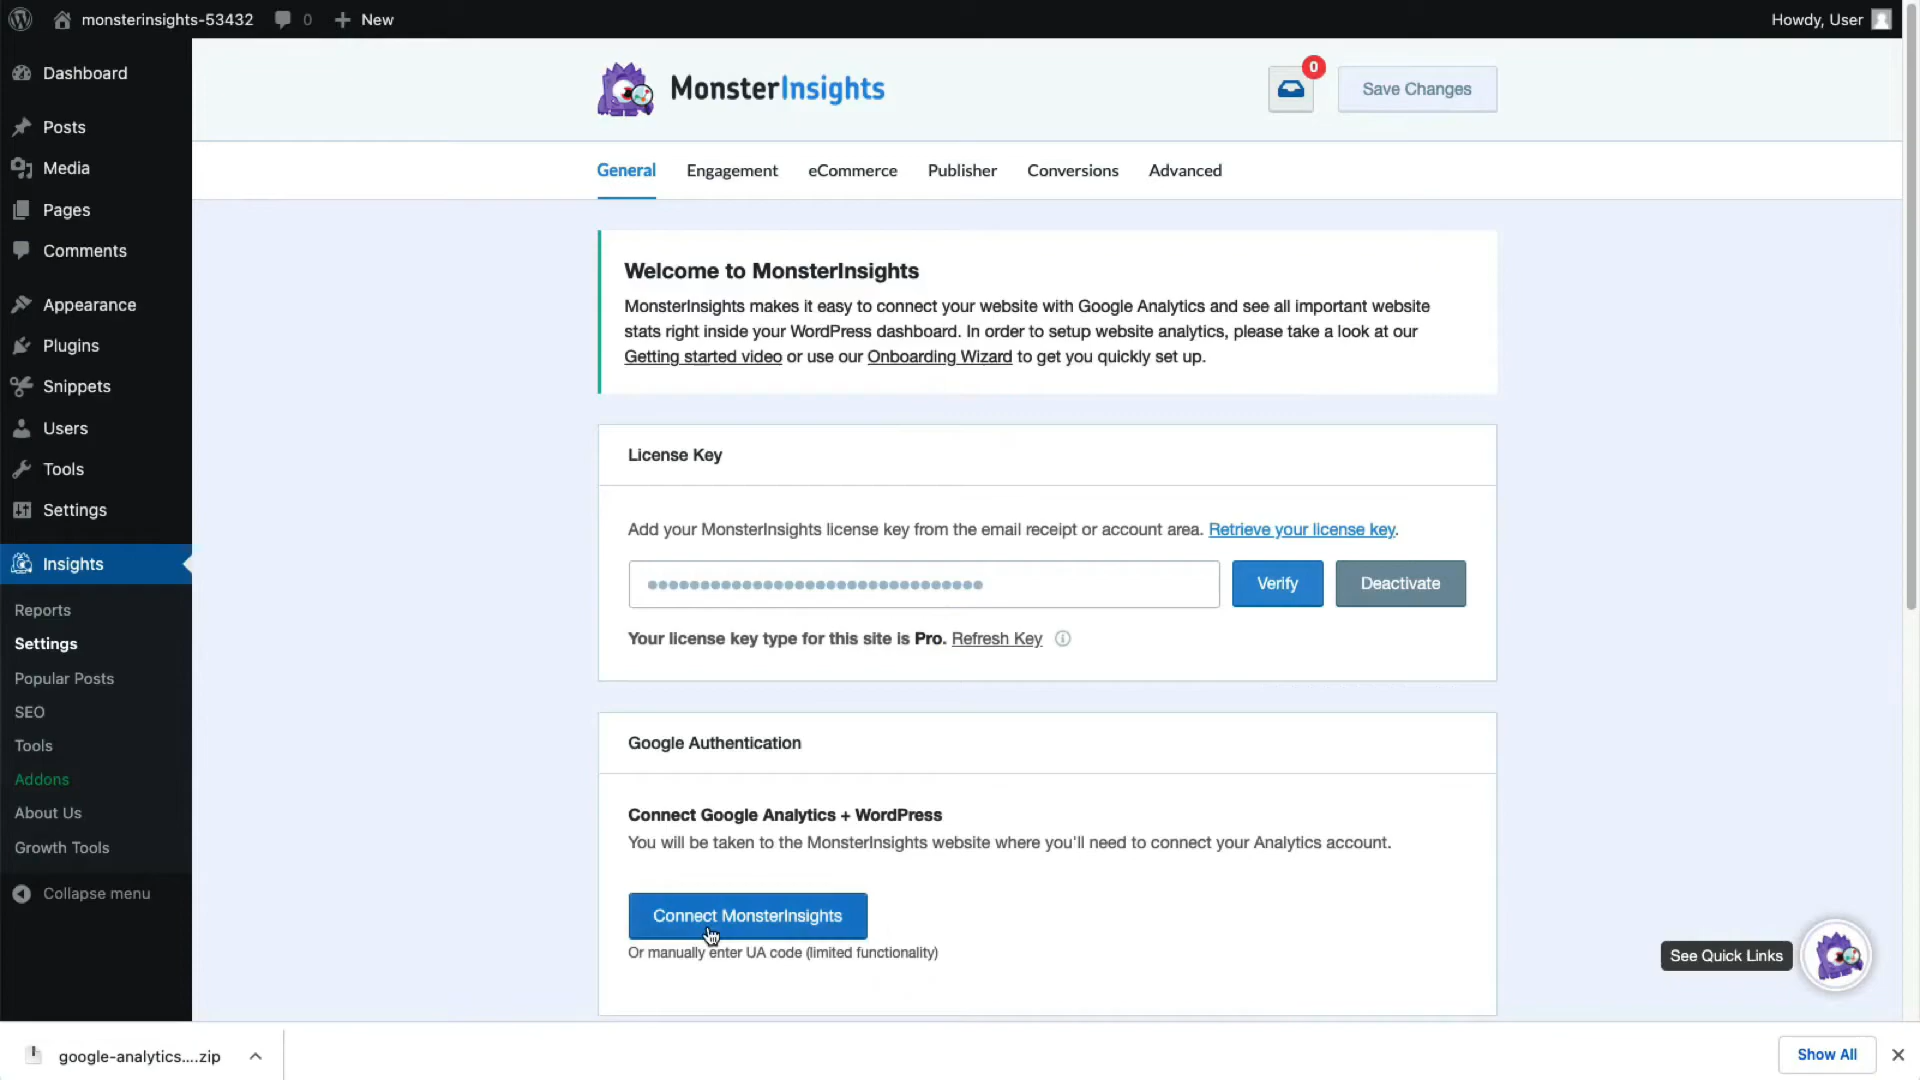 monsterinsights-53432
0
New
Howdy, User
Dashboard
Posts
Media
Pages
Comments
Appearance
Plugins
Snippets
Users
Tools
Settings
Insights
Reports
Settings
Popular Posts
SEO
Tools
Addons
About Us
Growth Tools
Collapse menu
MonsterInsights
0
Save Changes
General
Engagement
eCommerce
Publisher
Conversions
Advanced
Welcome to MonsterInsights
MonsterInsights makes it easy to connect your website with Google Analytics and see all important website
stats right inside your WordPress dashboard. In order to setup website analytics, please take a look at our
Getting started video or use our Onboarding Wizard to get you quickly set up.
License Key
Add your MonsterInsights license key from the email receipt or account area. Retrieve your license key.
Verify
Deactivate
Your license key type for this site is Pro. Refresh Key
Google Authentication
Connect Google Analytics + WordPress
You will be taken to the MonsterInsights website where you'll need to connect your Analytics account.
Connect MonsterInsights
Or manually enter UA code (limited functionality)
See Quick Links
google-analytics....zip
Show All